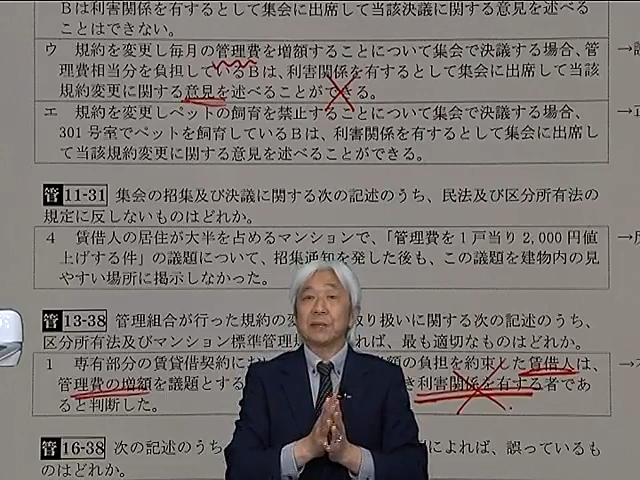 Bは利害関係を有するとして集会に出席して当該決議に関する意見を述べる
ことはできない。
ウ 規約を変更し毎月の管理費を増額することについて集会で決議する場合、管
理費相当分を負担しているBは、利害関係を有するとして集会に出席して当該
規約変更に関する意見を述べることができる。
エ 規約を変更しペットの飼育を禁止することについて集会で決議する場合、
301号室でペットを飼育しているBは、利害関係を有するとして集会に出席し
て当該規約変更に関する意見を述べることができる。
管 11-31 集会の招集及び決議に関する次の記述のうち、民法及び区分所有法の
規定に反しないものはどれか。
4 賃借人の居住が大半を占めるマンションで、「管理費を1戸当り2,000円値
上げする件」の議題について、招集通知を発した後も、この議題を建物内の見
やすい場所に掲示しなかった。
管 13-38 管理組合が行った規約の変 取り扱いに関する次の記述のうち、
区分所有法及びマンション標準管理規 れば、最も適切なものはどれか。
1 専有部分の賃貸借契約にお 額の負担を約束した賃借人は、
管理費の増額を議題とする き利害関係を有する者であ
ると判断した。
管 16-38 次の記述のうち によれば、誤っているも
のはどれか。